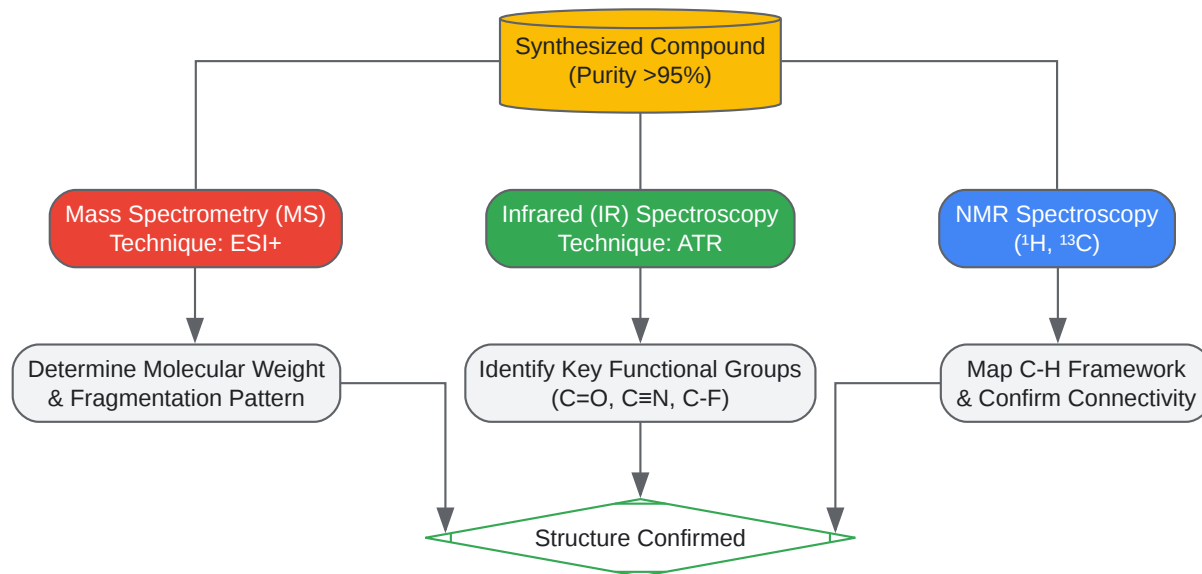 Synthesized Compound
(Purity >95%)
Mass Spectrometry (MS)
Technique: ESI+
Infrared (IR) Spectroscopy
Technique: ATR
NMR Spectroscopy
(¹H, ¹³C)
Determine Molecular Weight
& Fragmentation Pattern
Identify Key Functional Groups
(C=O, C≡N, C-F)
Map C-H Framework
& Confirm Connectivity
Structure Confirmed